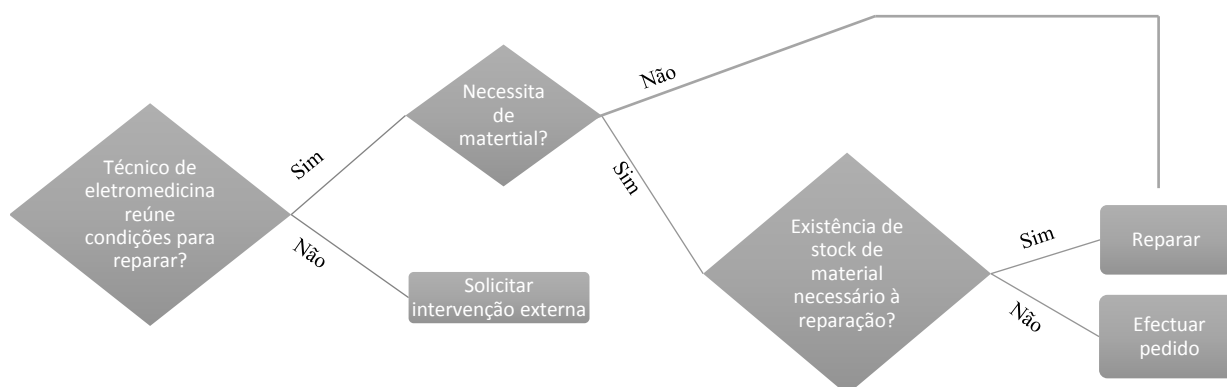 Técnico de
eletromedicina
reúne
condições para
reparar?
Sim
Não
Necessita
de
matertial?
Solicitar
intervenção externa
Não
Sim
Existência de
stock de
material
necessário à
reparação?
Sim
Não
Reparar
Efectuar
pedido